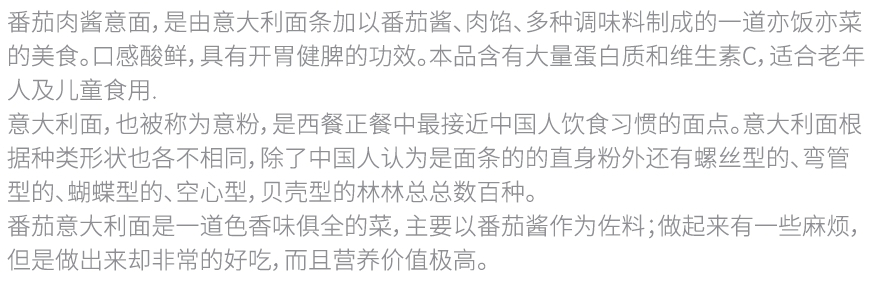 番茄肉酱意面，是由意大利面条加以番茄酱、肉馅、多种调味料制成的一道亦饭亦菜
的美食。口感酸鲜，具有开胃健脾的功效。本品含有大量蛋白质和维生素C，适合老年
人及儿童食用.
意大利面，也被称为意粉，是西餐正餐中最接近中国人饮食习惯的面点。意大利面根
据种类形状也各不相同，除了中国人认为是面条的的直身粉外还有螺丝型的、弯管
型的、蝴蝶型的、空心型，贝壳型的林林总总数百种。
番茄意大利面是一道色香味俱全的菜，主要以番茄酱作为佐料；做起来有一些麻烦，
但是做出来却非常的好吃，而且营养价值极高。